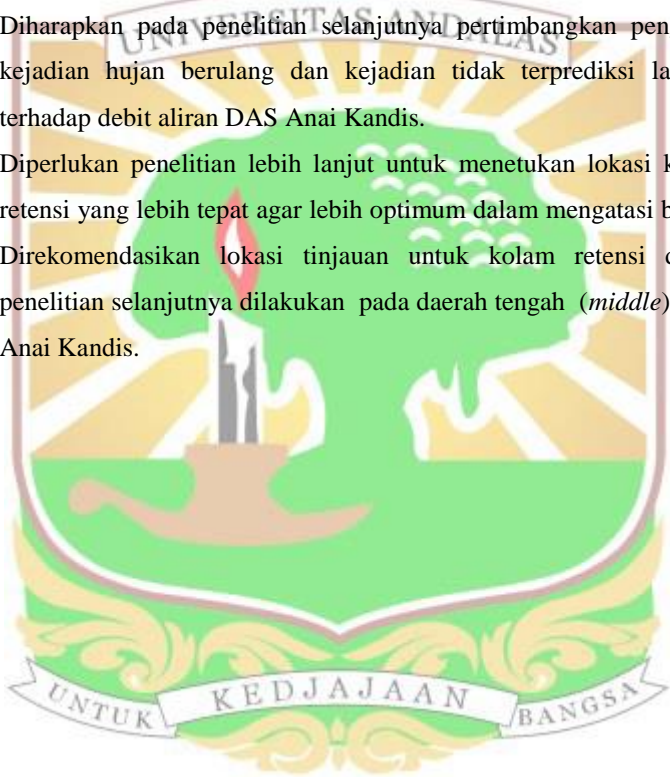 Diharapkan pada penelitian selanjutnya pertimbangkan
UNIVERSITAS ANDALAS
kejadian hujan berulang dan kejadian tidak terprediksi
terhadap debit aliran DAS Anai Kandis.
Diperlukan penelitian lebih lanjut untuk menetukan lokasi
retensi yang lebih tepat agar lebih optimum dalam mengatasi
Direkomendasikan lokasi tinjauan untuk kolam retensi
penelitian selanjutnya dilakukan pada daerah tengah (middle)
Anai Kandis.
UNTUK KEDJAJAAN BANGSA